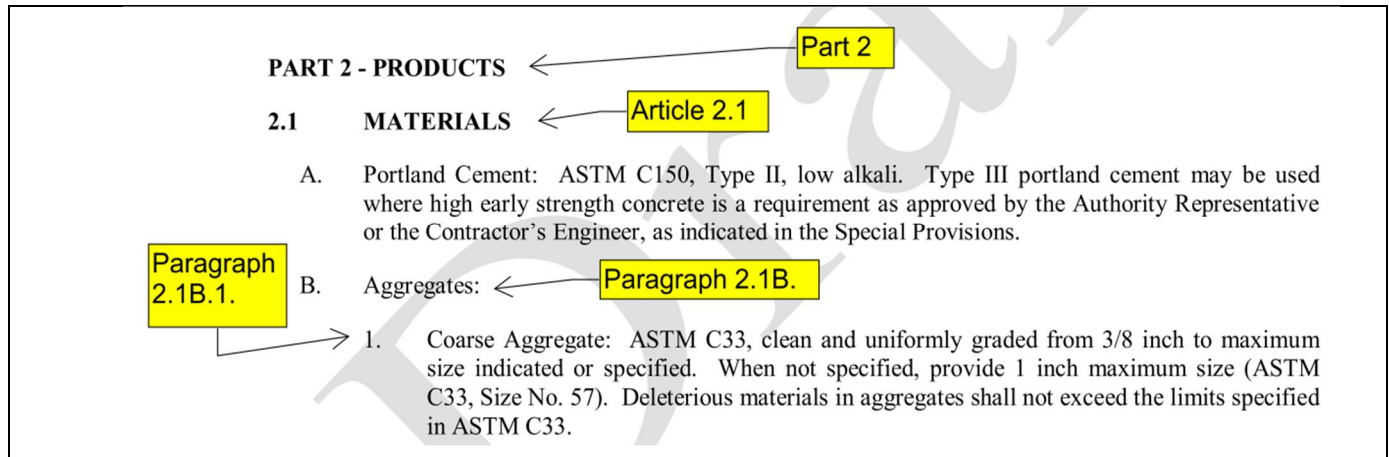 Part 2
PART 2 - PRODUCTS
Article 2.1
2.1 MATERIALS
A. Portland Cement: ASTM C150, Type II, low alkali. Type III portland cement may be used
where high early strength concrete is a requirement as approved by the Authority Representative
or the Contractor's Engineer, as indicated in the Special Provisions.
Paragraph
2.1B.1.
B. Aggregates:
Paragraph 2.1B.
1. Coarse Aggregate: ASTM C33, clean and uniformly graded from 3/8 inch to maximum
size indicated or specified. When not specified, provide 1 inch maximum size (ASTM
C33, Size No. 57). Deleterious materials in aggregates shall not exceed the limits specified
in ASTM C33.